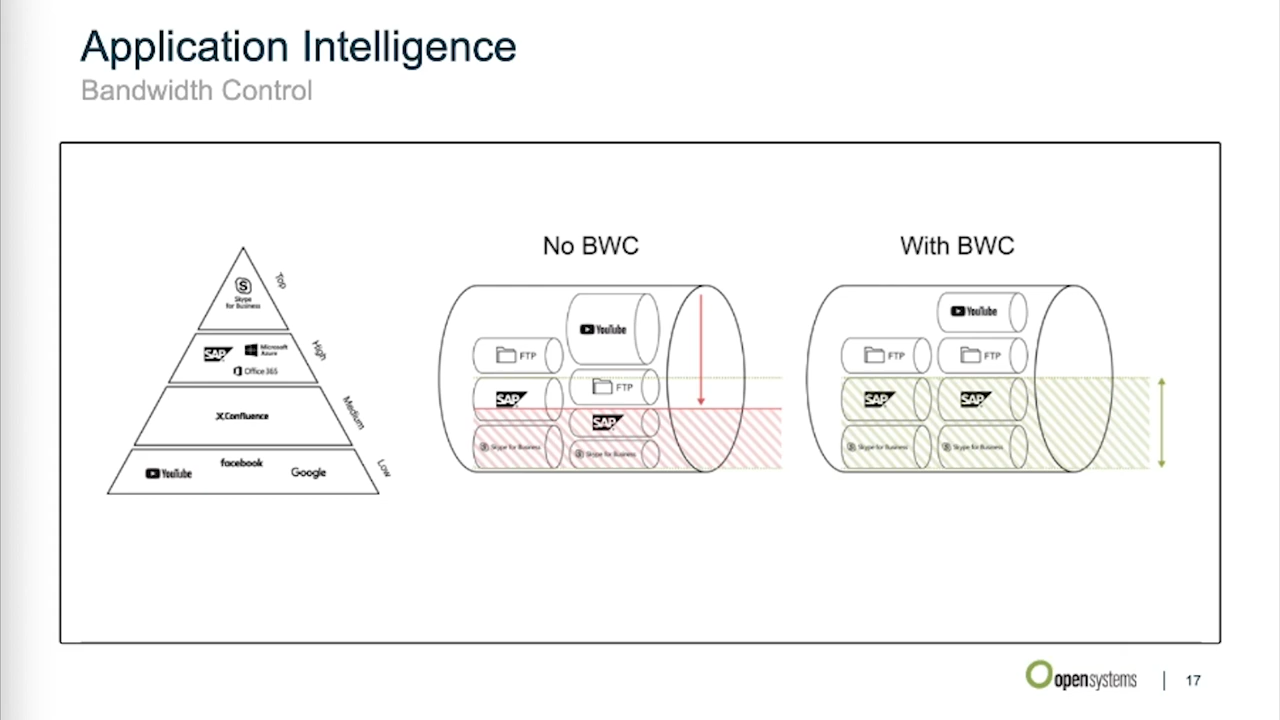 Application Intelligence
Bandwidth Control
No BWC
With BWC
Top
S
Skype
for Business
High
SAP
Microsoft
Azure
Office 365
Medium
XConfluence
Low
YouTube
facebook
Google
YouTube
FTP
FTP
SAP
SAP
S Skype for Business
S Skype for Business
YouTube
FTP
FTP
SAP
SAP
S Skype for Business
S Skype for Business
opensystems | 17